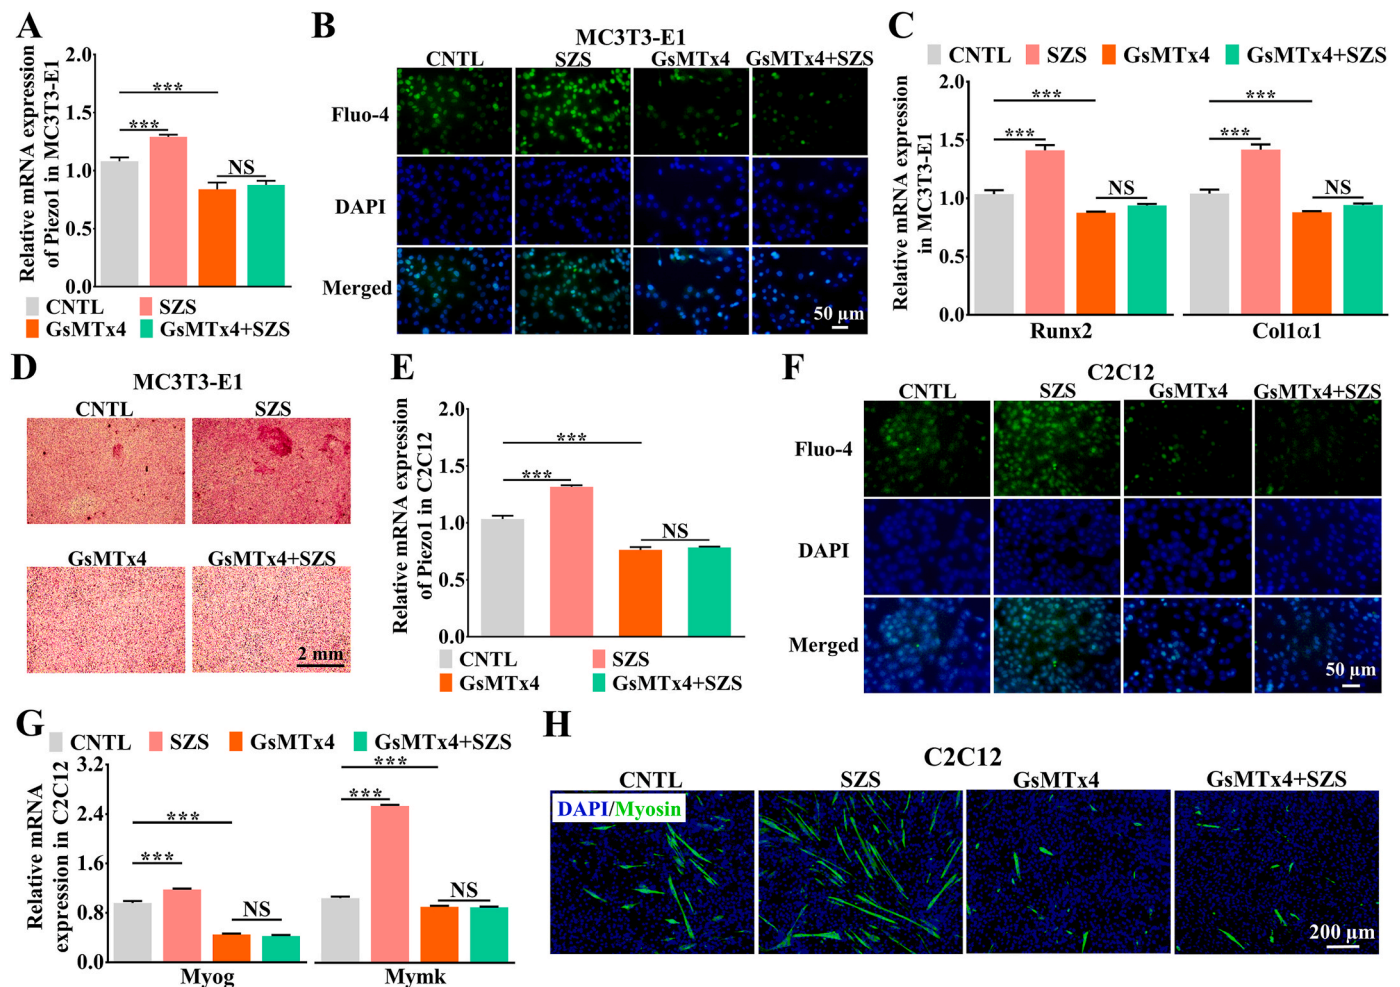 A
Relative mRNA expression
of Piezo1 in MC3T3-E1
2.0
1.5
1.0
0.5
0.0
***
***
NS
CNTL
SZS
GsMTx4
GsMTx4+SZS
B
MC3T3-E1
CNTL
SZS
GsMTx4
GsMTx4+SZS
Fluo-4
DAPI
Merged
50 μm
C
CNTL
SZS
GsMTx4
GsMTx4+SZS
Relative mRNA expression
in MC3T3-E1
2.0
1.5
1.0
0.5
0.0
***
***
NS
***
***
NS
Runx2
Col1α1
D
MC3T3-E1
CNTL
SZS
GsMTx4
GsMTx4+SZS
2 mm
E
Relative mRNA expression
of Piezo1 in C2C12
2.0
1.5
1.0
0.5
0.0
***
***
NS
CNTL
SZS
GsMTx4
GsMTx4+SZS
F
C2C12
CNTL
SZS
GsMTx4
GsMTx4+SZS
Fluo-4
DAPI
Merged
50 μm
G
CNTL
SZS
GsMTx4
GsMTx4+SZS
Relative mRNA
expression in C2C12
3.2
2.4
1.6
0.8
0.0
***
***
NS
***
***
NS
Myog
Mymk
H
C2C12
CNTL
SZS
GsMTx4
GsMTx4+SZS
DAPI/Myosin
200 μm